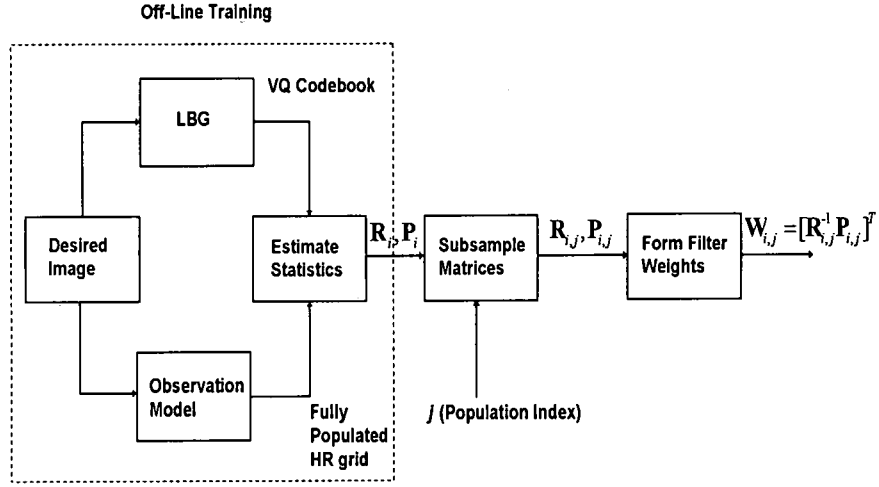 Off-Line Training
VQ Codebook
LBG
Desired
Image
Estimate
Statistics
R_i, P_i
Subsample
Matrices
R_{i,j}, P_{i,j}
Form Filter
Weights
W_{i,j} = [R_{i,j}^{-1} P_{i,j}]^T
Observation
Model
Fully
Populated
HR grid
j (Population Index)